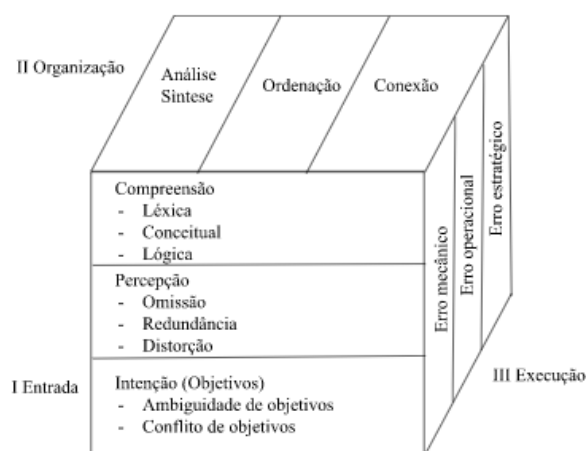 II Organização
Análise
Síntese
Ordenação
Conexão
Compreensão
- Léxica
- Conceitual
- Lógica
Percepção
- Omissão
- Redundância
- Distorção
I Entrada
Intenção (Objetivos)
- Ambiguidade de objetivos
- Conflito de objetivos
Erro mecânico
Erro operacional
Erro estratégico
III Execução